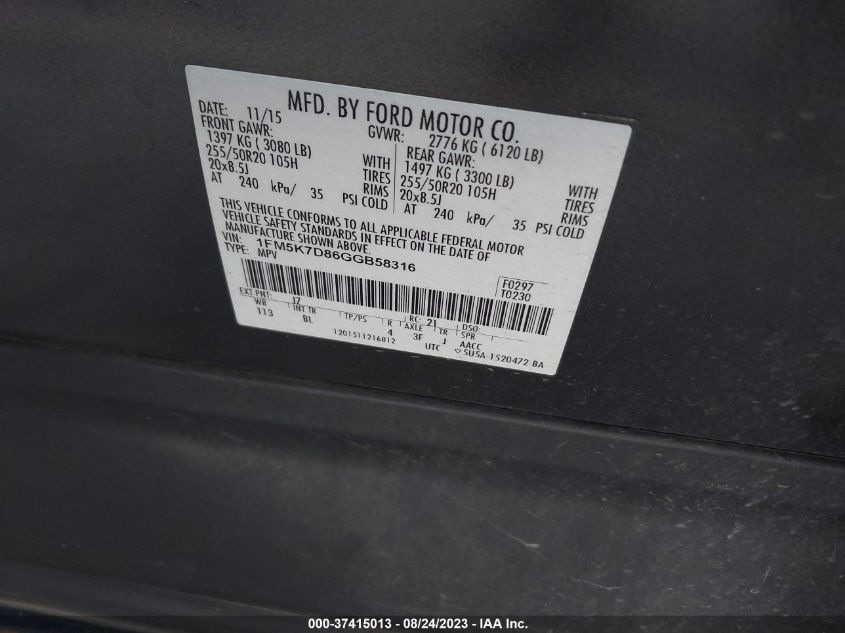 MFD. BY FORD MOTOR CO.
DATE: 11/15 GVWR: 2776 KG ( 6120 LB)
FRONT GAWR: REAR GAWR:
1397 KG ( 3080 LB) WITH 1497 KG ( 3300 LB) WITH
255/50R20 105H TIRES 255/50R20 105H TIRES
20x8.5J RIMS 20x8.5J RIMS
AT 240 kPa/ 35 PSI COLD AT 240 kPa/ 35 PSI COLD
THIS VEHICLE CONFORMS TO ALL APPLICABLE FEDERAL MOTOR
VEHICLE SAFETY STANDARDS IN EFFECT ON THE DATE OF
MANUFACTURE SHOWN ABOVE.
VIN: 1FM5K7D86GGB58316
TYPE: MPV
F0297
T0230
EXT PNT: J7 RC: 21 DSO:
WB INT TR TP/PS R AXLE TR SPR
113 BL 4 3F J AACC
1201511216812 UTC 5U5A-1520472-BA
000-37415013 - 08/24/2023 - IAA Inc.